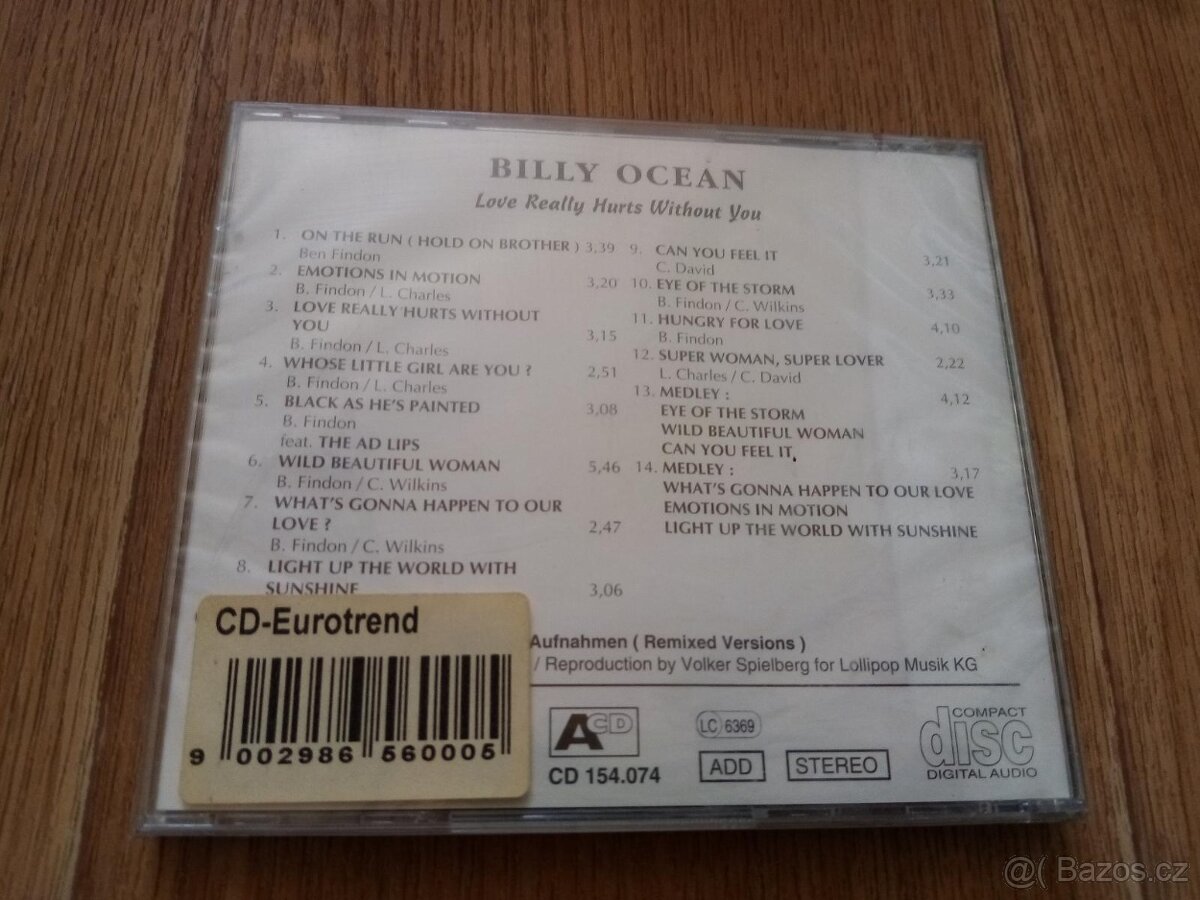 BILLY OCEAN
Love Really Hurts Without You
1. ON THE RUN ( HOLD ON BROTHER ) 3,39
Ben Findon
2. EMOTIONS IN MOTION 3,20
B. Findon / L. Charles
3. LOVE REALLY HURTS WITHOUT
YOU 3,15
B. Findon / L. Charles
4. WHOSE LITTLE GIRL ARE YOU ? 2,51
B. Findon / L. Charles
5. BLACK AS HE'S PAINTED 3,08
B. Findon
feat. THE AD LIPS
6. WILD BEAUTIFUL WOMAN 5,46
B. Findon / C. Wilkins
7. WHAT'S GONNA HAPPEN TO OUR
LOVE ? 2,47
B. Findon / C. Wilkins
8. LIGHT UP THE WORLD WITH
SUNSHINE 3,06
9. CAN YOU FEEL IT 3,21
C. David
10. EYE OF THE STORM 3,33
B. Findon / C. Wilkins
11. HUNGRY FOR LOVE 4,10
B. Findon
12. SUPER WOMAN, SUPER LOVER 2,22
L. Charles / C. David
13. MEDLEY : 4,12
EYE OF THE STORM
WILD BEAUTIFUL WOMAN
CAN YOU FEEL IT
14. MEDLEY : 3,17
WHAT'S GONNA HAPPEN TO OUR LOVE
EMOTIONS IN MOTION
LIGHT UP THE WORLD WITH SUNSHINE
Aufnahmen ( Remixed Versions )
/ Reproduction by Volker Spielberg for Lollipop Musik KG
CD-Eurotrend
9 002986 560005
ACD
CD 154.074
LC 6369
ADD
STEREO
COMPACT
disc
DIGITAL AUDIO
@( Bazos.cz